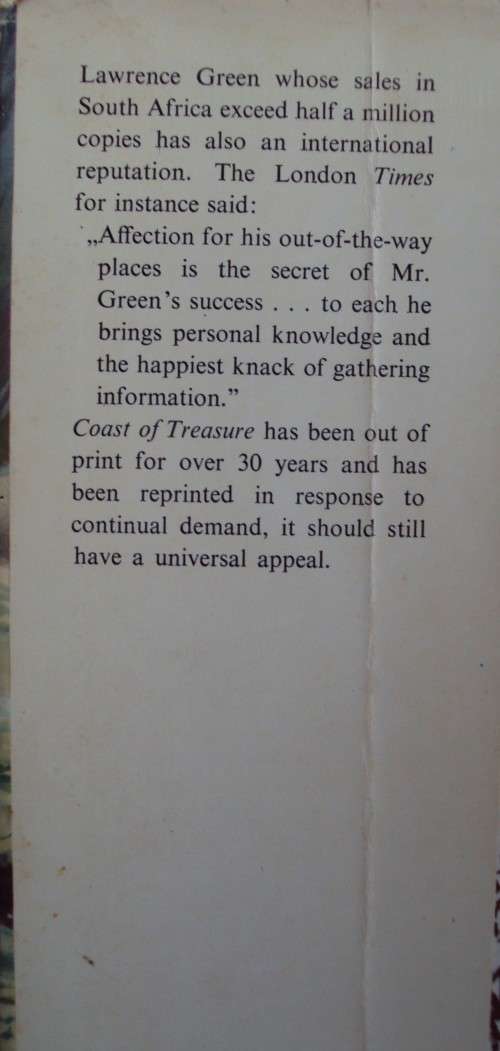 Lawrence Green whose sales in
South Africa exceed half a million
copies has also an international
reputation. The London Times
for instance said:
„Affection for his out-of-the-way
places is the secret of Mr.
Green's success . . . to each he
brings personal knowledge and
the happiest knack of gathering
information.”
Coast of Treasure has been out of
print for over 30 years and has
been reprinted in response to
continual demand, it should still
have a universal appeal.